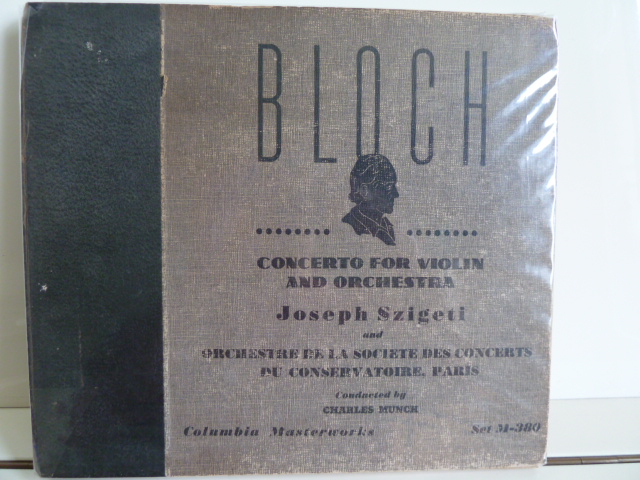 BLOCH
CONCERTO FOR VIOLIN
AND ORCHESTRA
Joseph Szigeti
and
ORCHESTRE DE LA SOCIETE DES CONCERTS
DU CONSERVATOIRE, PARIS
Conducted by
CHARLES MUNCH
Columbia Masterworks Set M-380